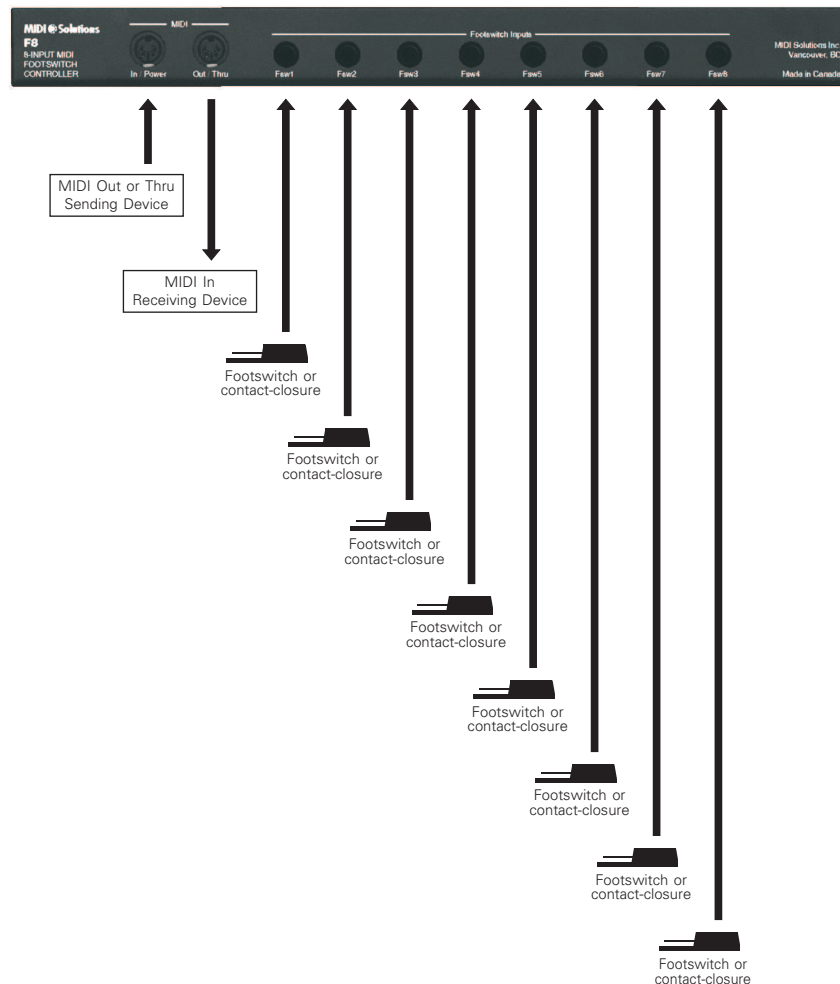 MIDI Solutions
F8
8-INPUT MIDI
FOOTSWITCH
CONTROLLER
MIDI
In / Power
Out / Thru
Footswitch Inputs
Fsw1
Fsw2
Fsw3
Fsw4
Fsw5
Fsw6
Fsw7
Fsw8
MIDI Solutions Inc.
Vancouver, BC
Made in Canada
MIDI Out or Thru
Sending Device
MIDI In
Receiving Device
Footswitch or
contact-closure
Footswitch or
contact-closure
Footswitch or
contact-closure
Footswitch or
contact-closure
Footswitch or
contact-closure
Footswitch or
contact-closure
Footswitch or
contact-closure
Footswitch or
contact-closure